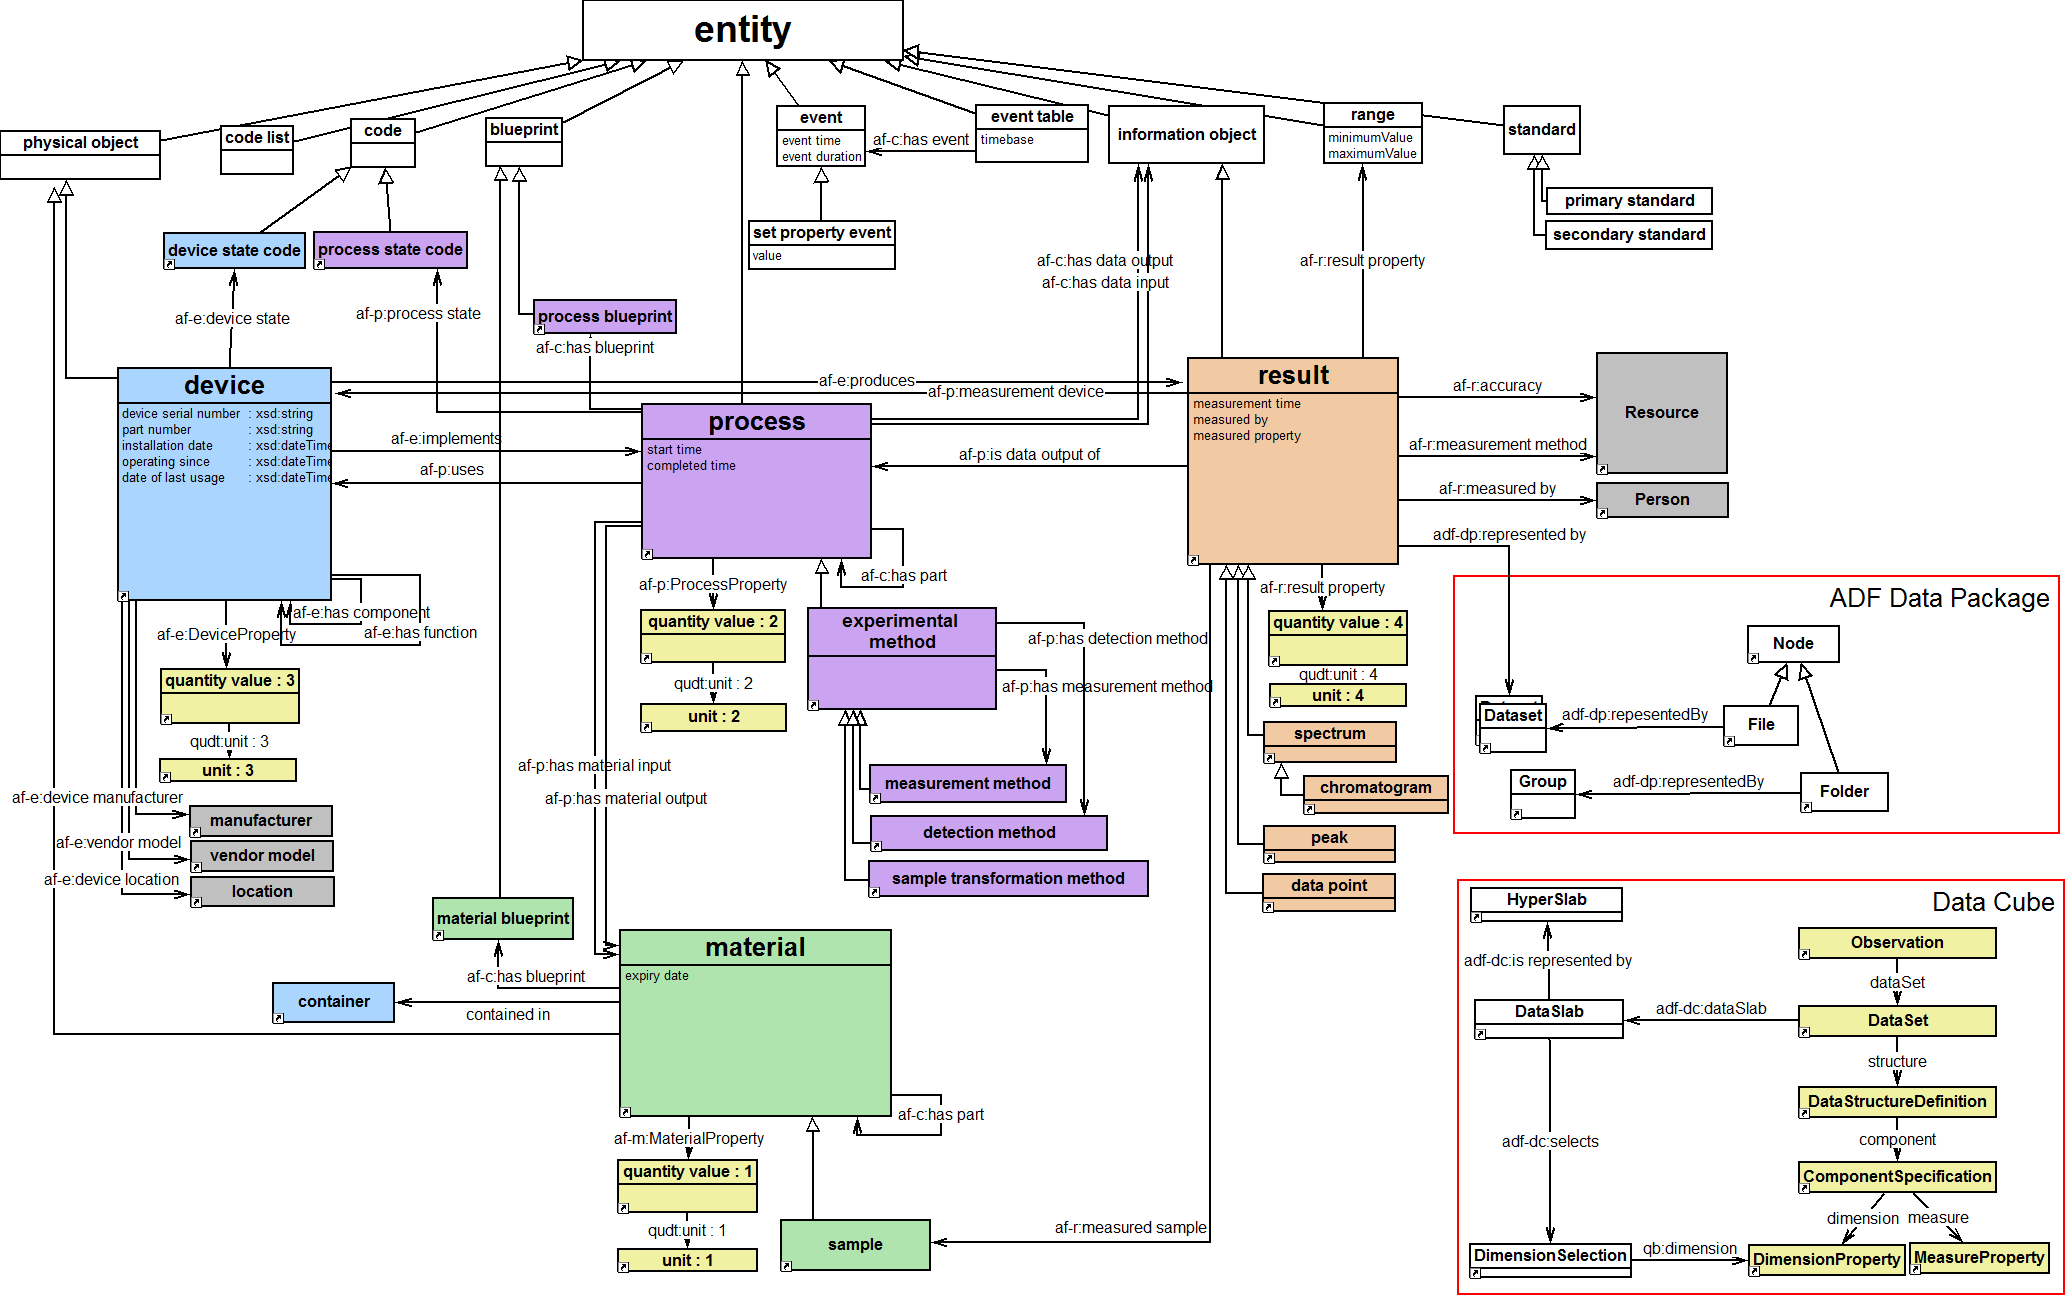 entity
physical object
code list
code
blueprint
event
event time
event duration
af-c:has event
event table
timebase
information object
range
minimumValue
maximumValue
standard
primary standard
secondary standard
device state code
process state code
set property event
value
af-c:has data output
af-c:has data input
af-r:result property
af-e:device state
af-p:process state
process blueprint
af-c:has blueprint
device
device serial number : xsd:string
part number : xsd:string
installation date : xsd:dateTime
operating since : xsd:dateTime
date of last usage : xsd:dateTime
af-e:produces
af-p:measurement device
af-e:implements
af-p:uses
process
start time
completed time
af-p:is data output of
result
measurement time
measured by
measured property
af-r:accuracy
Resource
af-r:measurement method
af-r:measured by
Person
adf-dp:represented by
af-e:has component
af-e:has function
af-e:DeviceProperty
quantity value : 3
qudt:unit : 3
unit : 3
af-e:device manufacturer
manufacturer
af-e:vendor model
vendor model
af-e:device location
location
af-p:ProcessProperty
quantity value : 2
qudt:unit : 2
unit : 2
af-c:has part
experimental
method
af-p:has detection method
af-p:has measurement method
measurement method
detection method
sample transformation method
af-p:has material input
af-p:has material output
af-r:result property
quantity value : 4
qudt:unit : 4
unit : 4
spectrum
chromatogram
peak
data point
ADF Data Package
Node
Dataset
adf-dp:repesentedBy
File
Group
adf-dp:representedBy
Folder
material blueprint
af-c:has blueprint
container
contained in
material
expiry date
af-c:has part
af-m:MaterialProperty
quantity value : 1
qudt:unit : 1
unit : 1
sample
af-r:measured sample
Data Cube
HyperSlab
adf-dc:is represented by
DataSlab
adf-dc:dataSlab
Observation
dataSet
DataSet
structure
DataStructureDefinition
component
ComponentSpecification
dimension
measure
adf-dc:selects
DimensionSelection
qb:dimension
DimensionProperty
MeasureProperty